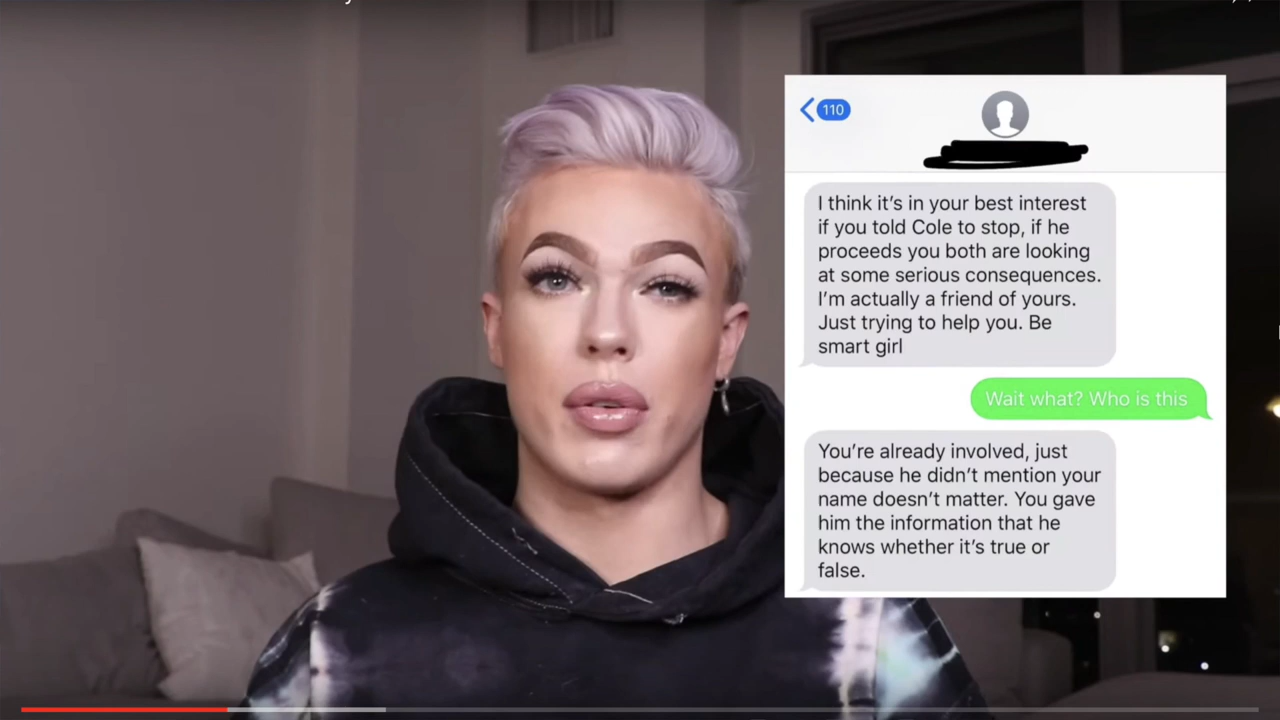 110
I think it's in your best interest
if you told Cole to stop, if he
proceeds you both are looking
at some serious consequences.
I'm actually a friend of yours.
Just trying to help you. Be
smart girl
Wait what? Who is this
You're already involved, just
because he didn't mention your
name doesn't matter. You gave
him the information that he
knows whether it's true or
false.